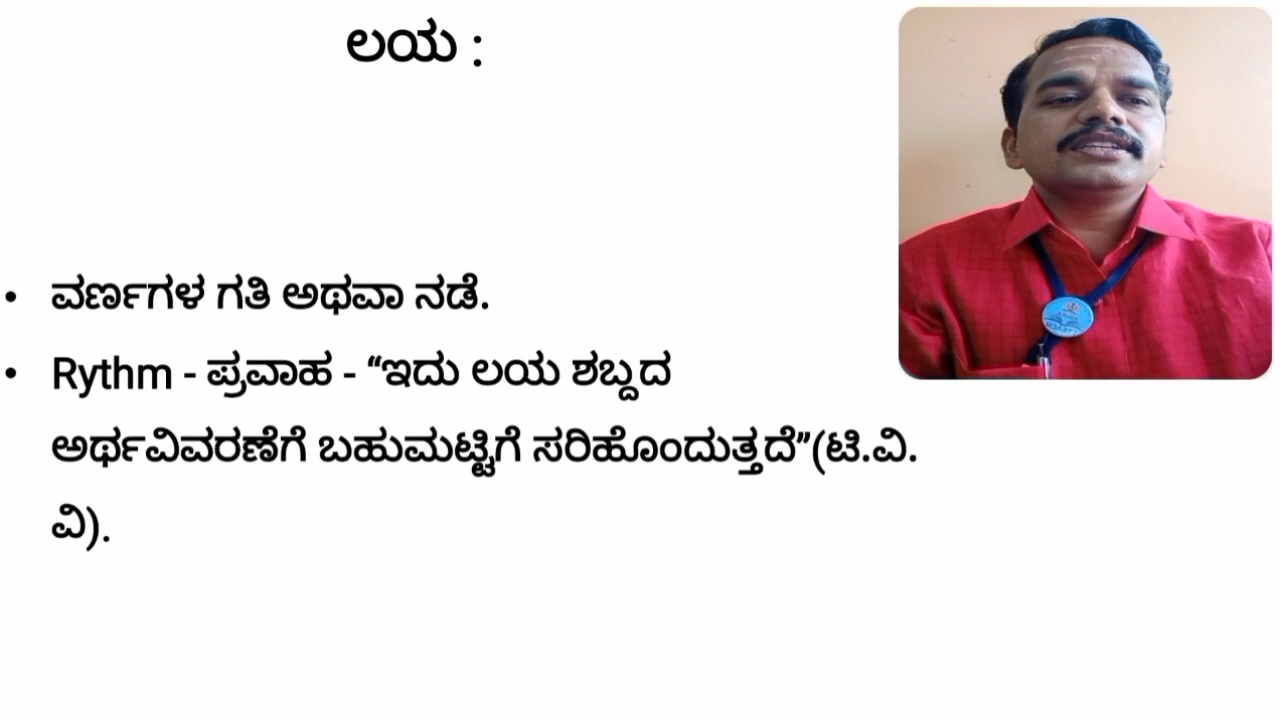 ಲಯ :
• ವರ್ಣಗಳ ಗತಿ ಅಥವಾ ನಡೆ.
• Rythm - ಪ್ರವಾಹ - “ಇದು ಲಯ ಶಬ್ದದ
ಅರ್ಥವಿವರಣೆಗೆ ಬಹುಮಟ್ಟಿಗೆ ಸರಿಹೊಂದುತ್ತದೆ”(ಟಿ.ವಿ.
ವಿ).